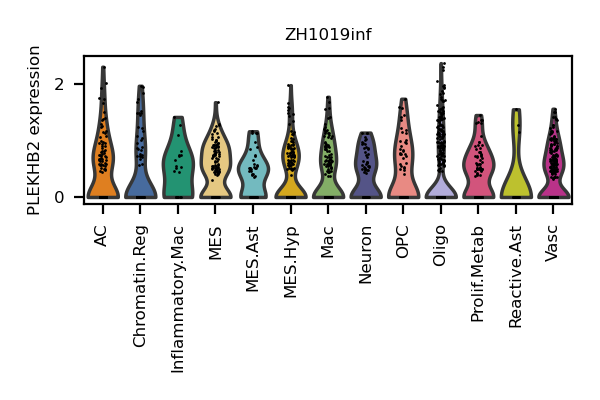 ZH1019inf
PLEKHB2 expression
2
0
AC
Chromatin.Reg
Inflammatory.Mac
MES
MES.Ast
MES.Hyp
Mac
Neuron
OPC
Oligo
Prolif.Metab
Reactive.Ast
Vasc